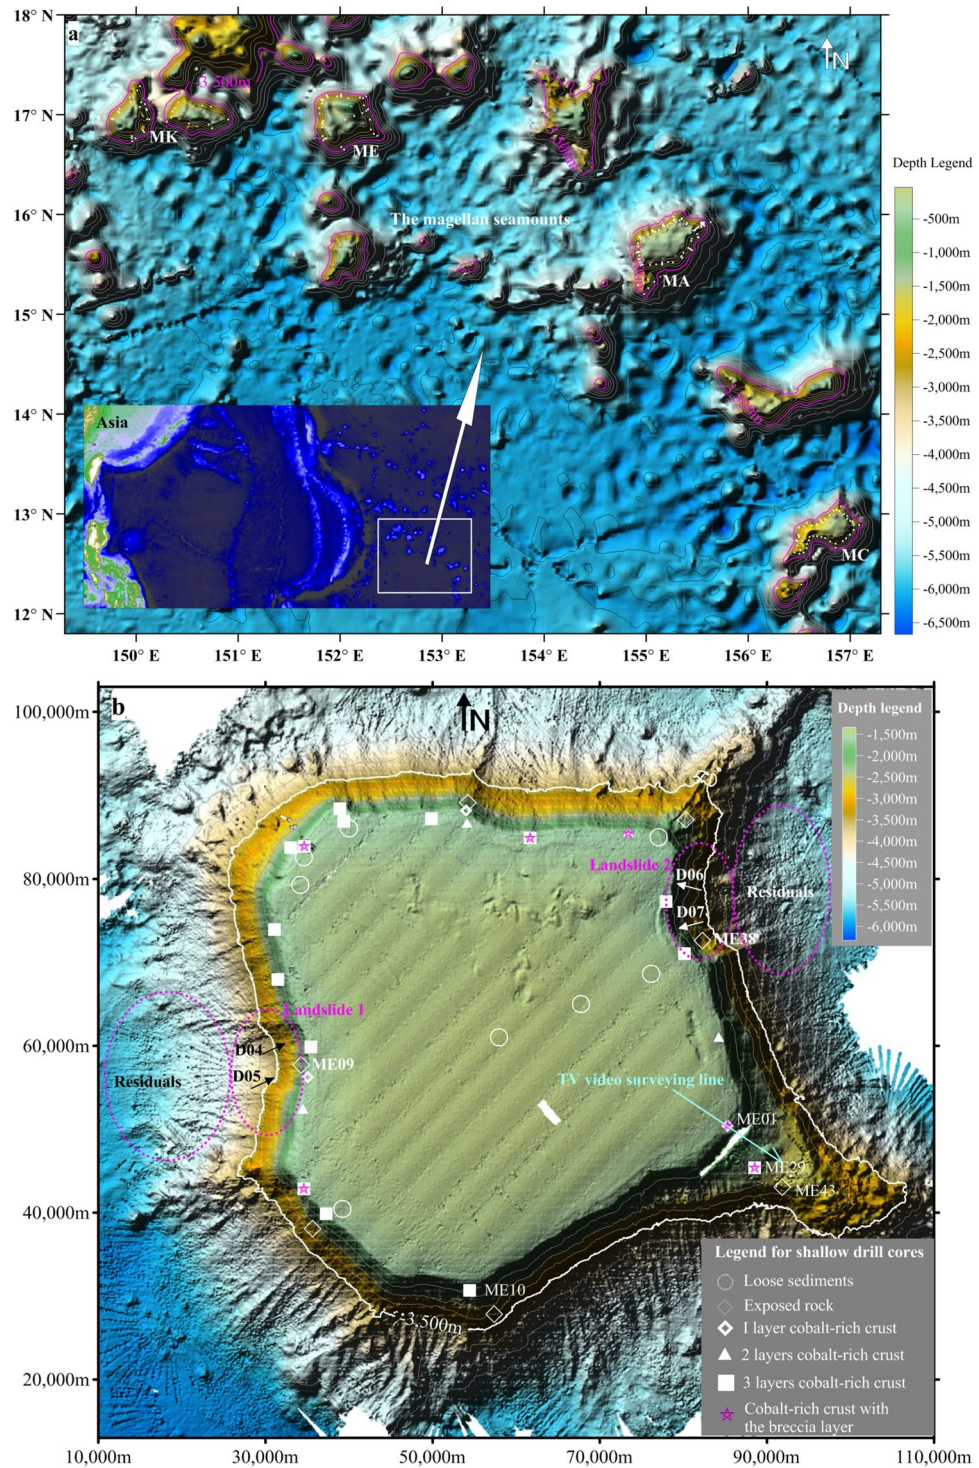 18° N
a
N
-3,500m
17° N
MK
ME
Depth Legend
16° N
The magellan seamounts
-500m
-1,000m
MA
-1,500m
15° N
-2,000m
-2,500m
-3,000m
14° N
Asia
-3,500m
-4,000m
-4,500m
13° N
-5,000m
MC
-5,500m
-6,000m
12° N
-6,500m
150° E
151° E
152° E
153° E
154° E
155° E
156° E
157° E
100,000m
b
N
Depth legend
-1,500m
-2,000m
-2,500m
-3,000m
-3,500m
-4,000m
-4,500m
-5,000m
-5,500m
-6,000m
Landslide 2
80,000m
D06
Residuals
D07
ME38
Landslide 1
60,000m
D04
ME09
Residuals
D05
TV video surveying line
ME01
ME29
ME43
40,000m
ME10
-3,500m
20,000m
Legend for shallow drill cores
Loose sediments
Exposed rock
1 layer cobalt-rich crust
2 layers cobalt-rich crust
3 layers cobalt-rich crust
Cobalt-rich crust with
the breccia layer
10,000m
30,000m
50,000m
70,000m
90,000m
110,000m